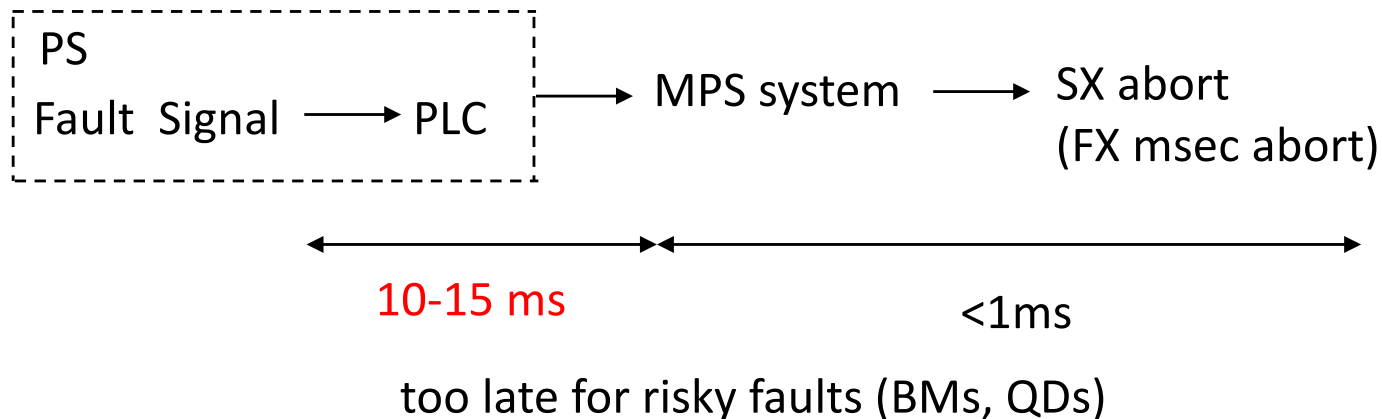 PS
Fault Signal → PLC → MPS system → SX abort
(FX msec abort)
10-15 ms
<1ms
too late for risky faults (BMs, QDs)